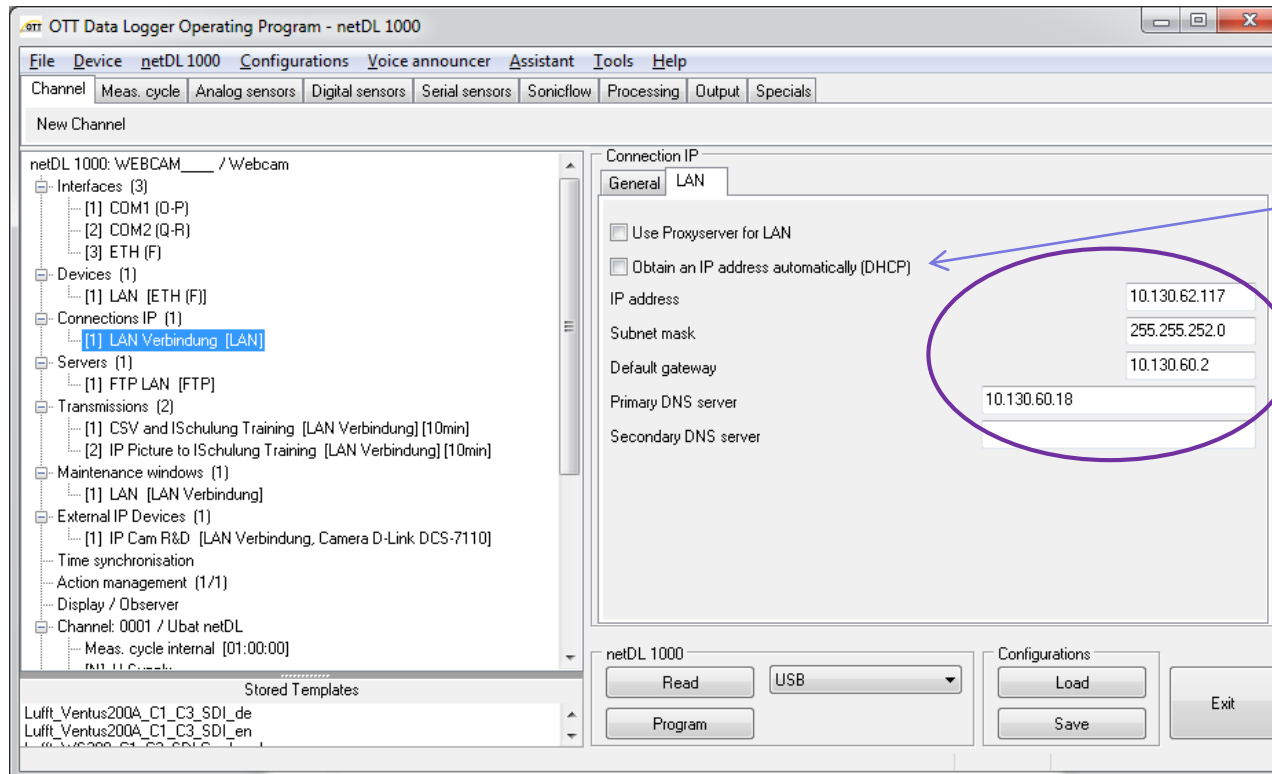 OTT OTT Data Logger Operating Program - netDL 1000
File Device netDL 1000 Configurations Voice announcer Assistant Tools Help
Channel Meas. cycle Analog sensors Digital sensors Serial sensors Sonicflow Processing Output Specials
New Channel
netDL 1000: WEBCAM____ / Webcam
Interfaces (3)
[1] COM1 (O-P)
[2] COM2 (Q-R)
[3] ETH (F)
Devices (1)
[1] LAN [ETH (F)]
Connections IP (1)
[1] LAN Verbindung [LAN]
Servers (1)
[1] FTP LAN [FTP]
Transmissions (2)
[1] CSV and ISchulung Training [LAN Verbindung] [10min]
[2] IP Picture to ISchulung Training [LAN Verbindung] [10min]
Maintenance windows (1)
[1] LAN [LAN Verbindung]
External IP Devices (1)
[1] IP Cam R&D [LAN Verbindung, Camera D-Link DCS-7110]
Time synchronisation
Action management (1/1)
Display / Observer
Channel: 0001 / Ubat netDL
Meas. cycle internal [01:00:00]
Stored Templates
Lufft_Ventus200A_C1_C3_SDI_de
Lufft_Ventus200A_C1_C3_SDI_en
Connection IP
General LAN
Use Proxyserver for LAN
Obtain an IP address automatically (DHCP)
IP address 10.130.62.117
Subnet mask 255.255.252.0
Default gateway 10.130.60.2
Primary DNS server 10.130.60.18
Secondary DNS server
netDL 1000
Read USB
Program
Configurations
Load
Save
Exit